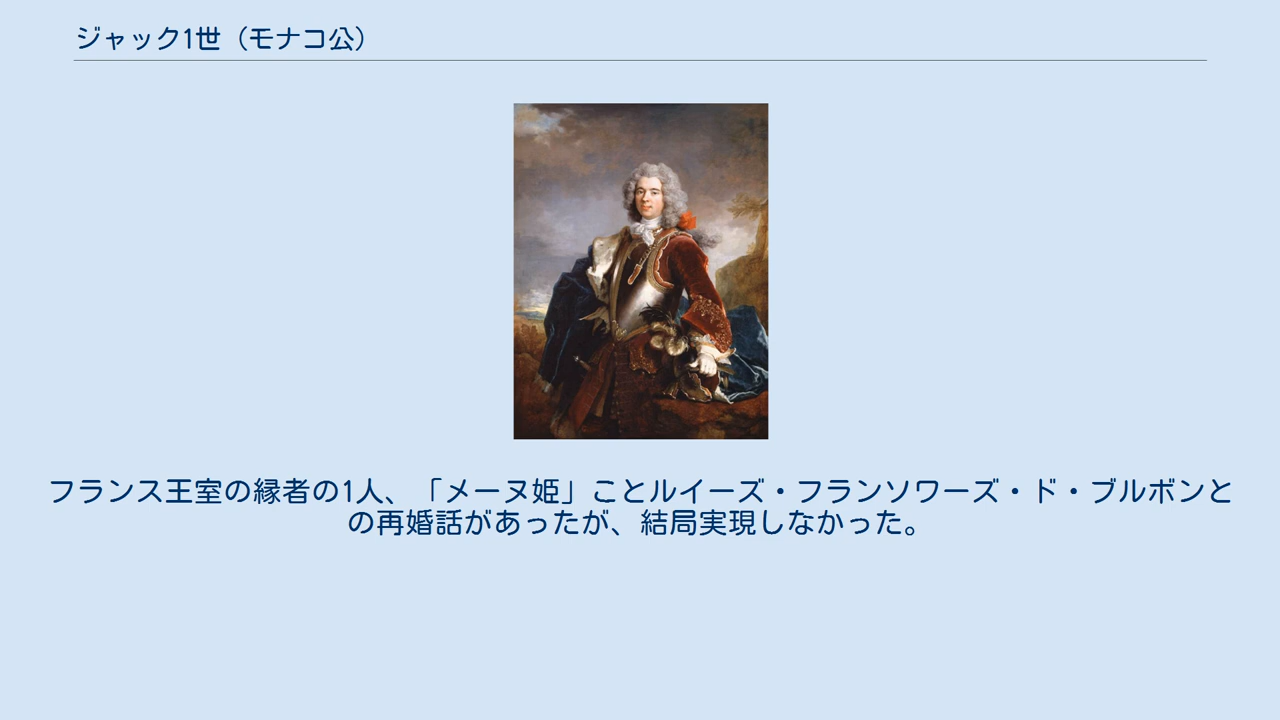 ジャック1世（モナコ公）
フランス王室の縁者の1人、「メーヌ姫」ことルイーズ・フランソワーズ・ド・ブルボンと
の再婚話があったが、結局実現しなかった。